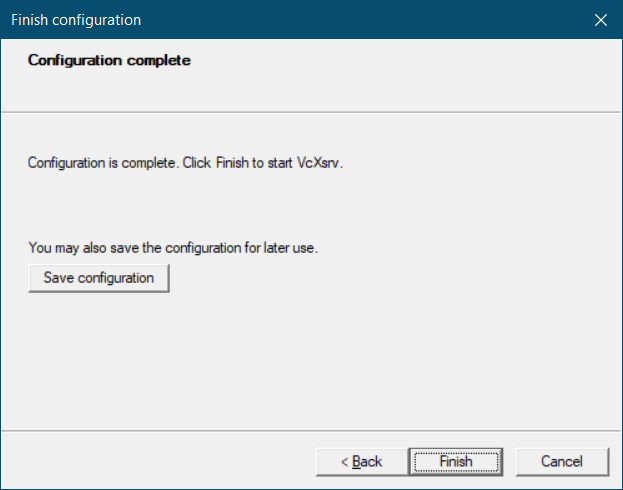 Finish configuration
Configuration complete
Configuration is complete. Click Finish to start VcXsrv.
You may also save the configuration for later use.
Save configuration
< Back
Finish
Cancel